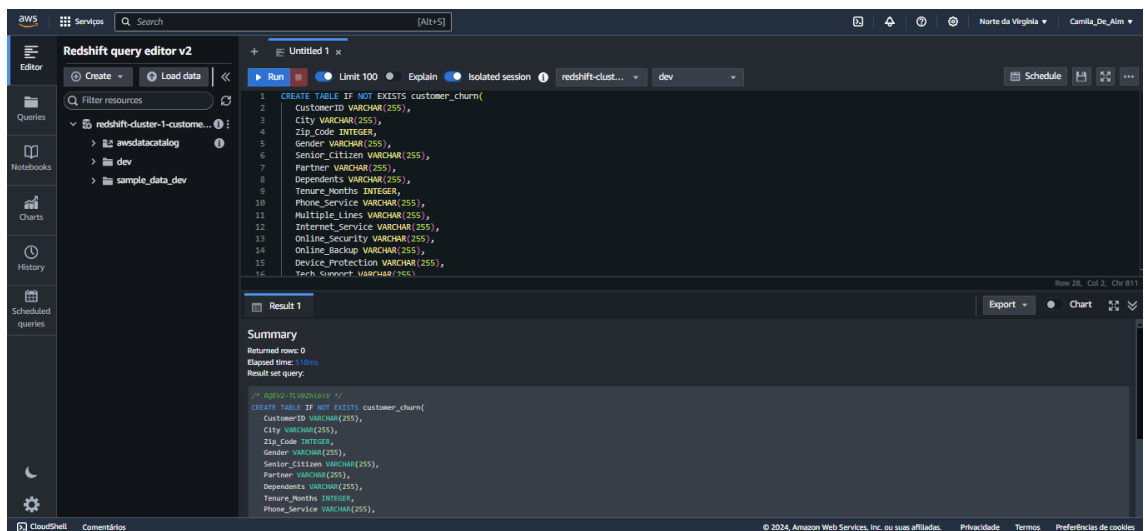 aws
Serviços
Search
[Alt+S]
Norte da Virgínia
Camila_De_Alm
Editor
Queries
Notebooks
Charts
History
Scheduled
queries
Redshift query editor v2
Create
Load data
Filter resources
redshift-cluster-1-custome...
awsdatacatalog
dev
sample_data_dev
Untitled 1
Run
Limit 100
Explain
Isolated session
redshift-clust...
dev
Schedule
1 CREATE TABLE IF NOT EXISTS customer_churn(
2 CustomerID VARCHAR(255),
3 City VARCHAR(255),
4 Zip_Code INTEGER,
5 Gender VARCHAR(255),
6 Senior_Citizen VARCHAR(255),
7 Partner VARCHAR(255),
8 Dependents VARCHAR(255),
9 Tenure_Months INTEGER,
10 Phone_Service VARCHAR(255),
11 Multiple_Lines VARCHAR(255),
12 Internet_Service VARCHAR(255),
13 Online_Security VARCHAR(255),
14 Online_Backup VARCHAR(255),
15 Device_Protection VARCHAR(255),
16 Tech_Support VARCHAR(255)
Row 28, Col 2, Chr 811
Result 1
Export
Chart
Summary
Returned rows: 0
Elapsed time: 518ms
Result set query:
CREATE TABLE IF NOT EXISTS customer_churn(
CustomerID VARCHAR(255),
City VARCHAR(255),
Zip_Code INTEGER,
Gender VARCHAR(255),
Senior_Citizen VARCHAR(255),
Partner VARCHAR(255),
Dependents VARCHAR(255),
Tenure_Months INTEGER,
Phone_Service VARCHAR(255),
CloudShell
Comentários
© 2024, Amazon Web Services, Inc. ou suas afiliadas.
Privacidade
Termos
Preferências de cookies